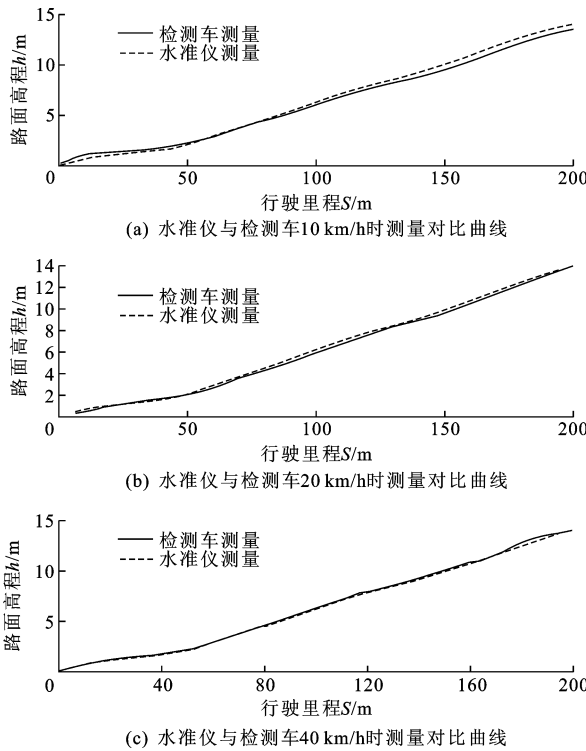 15
10
5
0
50
100
150
200
路面高程h/m
检测车测量
水准仪测量
行驶里程S/m
(a) 水准仪与检测车10 km/h时测量对比曲线
14
12
10
8
6
4
2
0
50
100
150
200
路面高程h/m
检测车测量
水准仪测量
行驶里程S/m
(b) 水准仪与检测车20 km/h时测量对比曲线
15
10
5
0
40
80
120
160
200
路面高程h/m
检测车测量
水准仪测量
行驶里程S/m
(c) 水准仪与检测车40 km/h时测量对比曲线